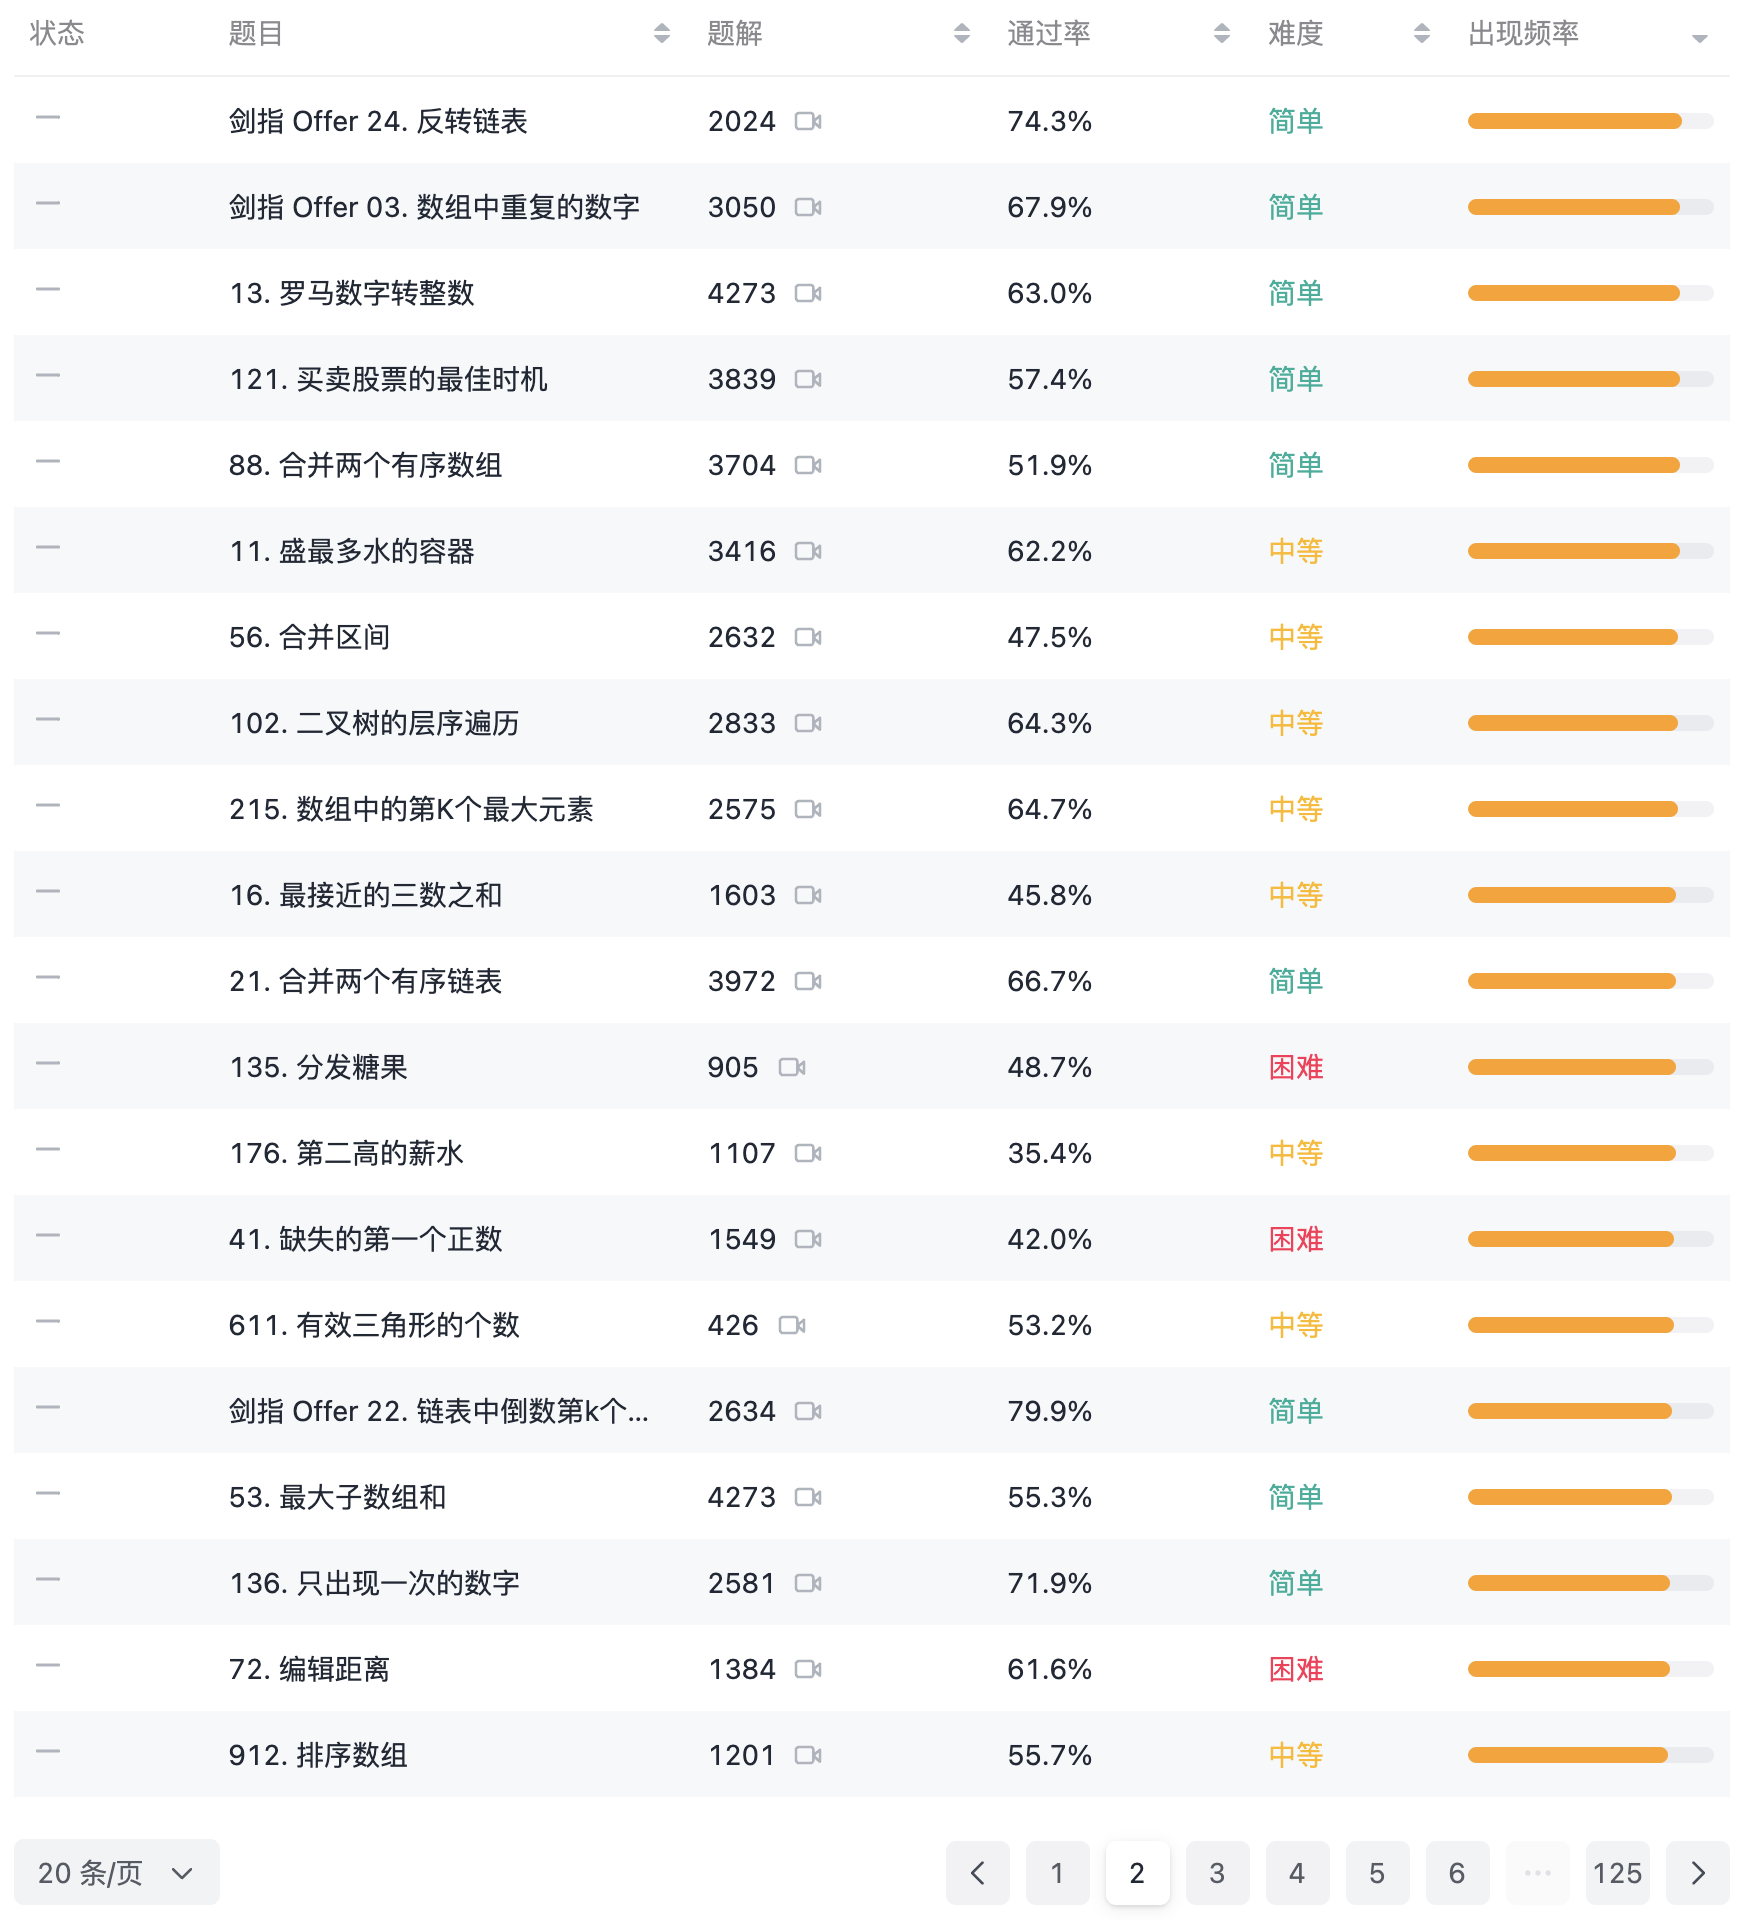 状态 题目 题解 通过率 难度 出现频率
剑指 Offer 24. 反转链表 2024 74.3% 简单
剑指 Offer 03. 数组中重复的数字 3050 67.9% 简单
13. 罗马数字转整数 4273 63.0% 简单
121. 买卖股票的最佳时机 3839 57.4% 简单
88. 合并两个有序数组 3704 51.9% 简单
11. 盛最多水的容器 3416 62.2% 中等
56. 合并区间 2632 47.5% 中等
102. 二叉树的层序遍历 2833 64.3% 中等
215. 数组中的第K个最大元素 2575 64.7% 中等
16. 最接近的三数之和 1603 45.8% 中等
21. 合并两个有序链表 3972 66.7% 简单
135. 分发糖果 905 48.7% 困难
176. 第二高的薪水 1107 35.4% 中等
41. 缺失的第一个正数 1549 42.0% 困难
611. 有效三角形的个数 426 53.2% 中等
剑指 Offer 22. 链表中倒数第k个... 2634 79.9% 简单
53. 最大子数组和 4273 55.3% 简单
136. 只出现一次的数字 2581 71.9% 简单
72. 编辑距离 1384 61.6% 困难
912. 排序数组 1201 55.7% 中等
20 条/页 1 2 3 4 5 6 ··· 125